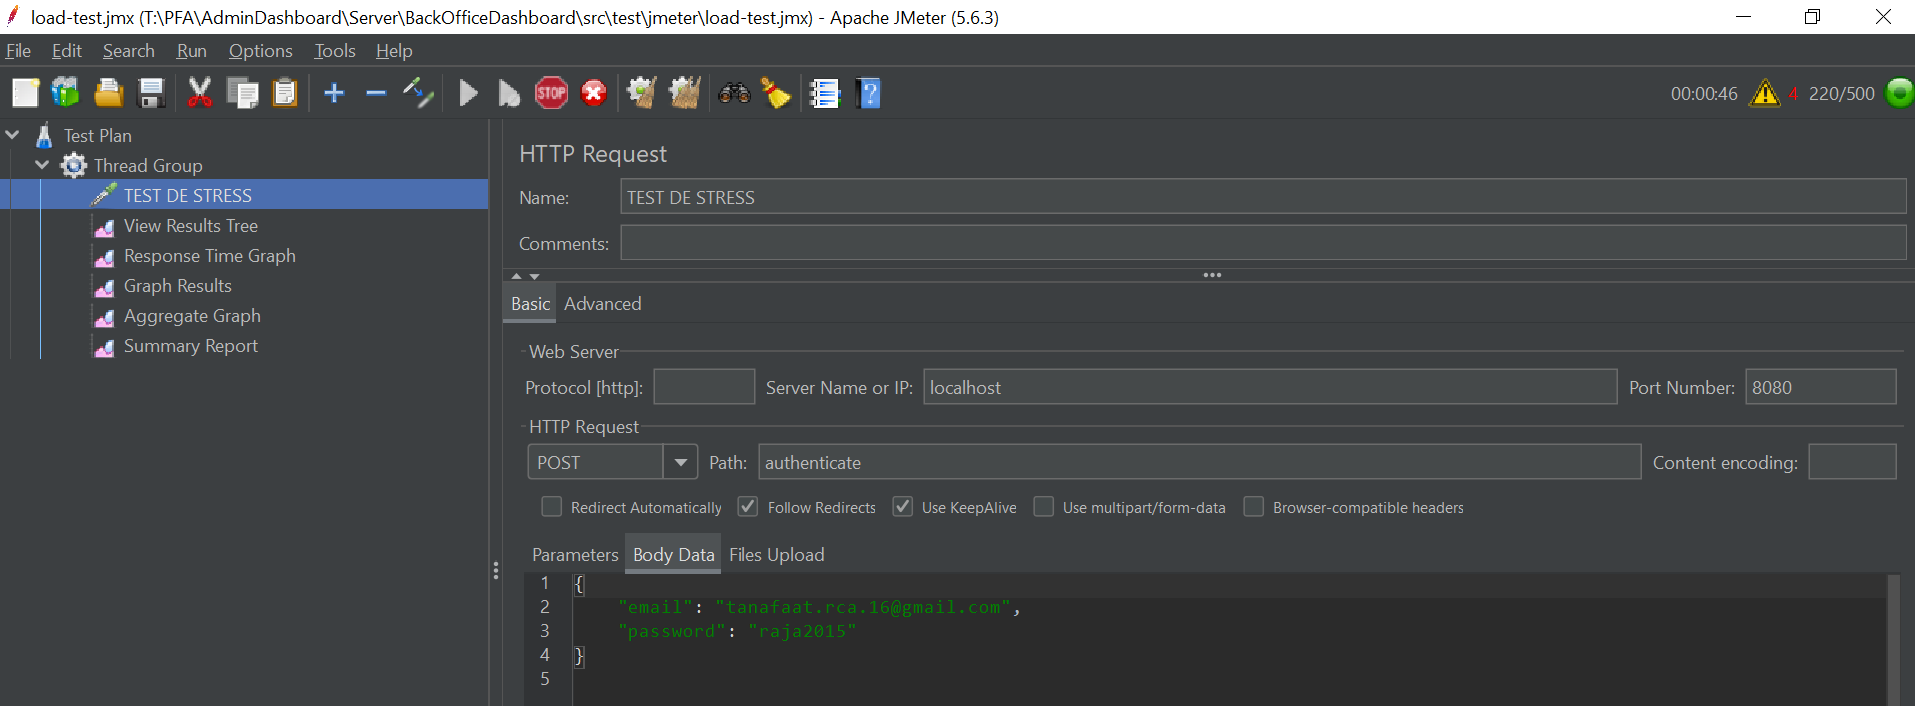 load-test.jmx (T:\PFA\AdminDashboard\Server\BackOfficeDashboard\src\test\jmeter\load-test.jmx) - Apache JMeter (5.6.3)
File Edit Search Run Options Tools Help
STOP ? 00:00:46 4 220/500
Test Plan
Thread Group
TEST DE STRESS
View Results Tree
Response Time Graph
Graph Results
Aggregate Graph
Summary Report
HTTP Request
Name: TEST DE STRESS
Comments:
Basic Advanced
Web Server
Protocol [http]: Server Name or IP: localhost Port Number: 8080
HTTP Request
POST Path: authenticate Content encoding:
Redirect Automatically Follow Redirects Use KeepAlive Use multipart/form-data Browser-compatible headers
Parameters Body Data Files Upload
1 {
2 "email": "tanafaat.rca.16@gmail.com",
3 "password": "raja2015"
4 }
5